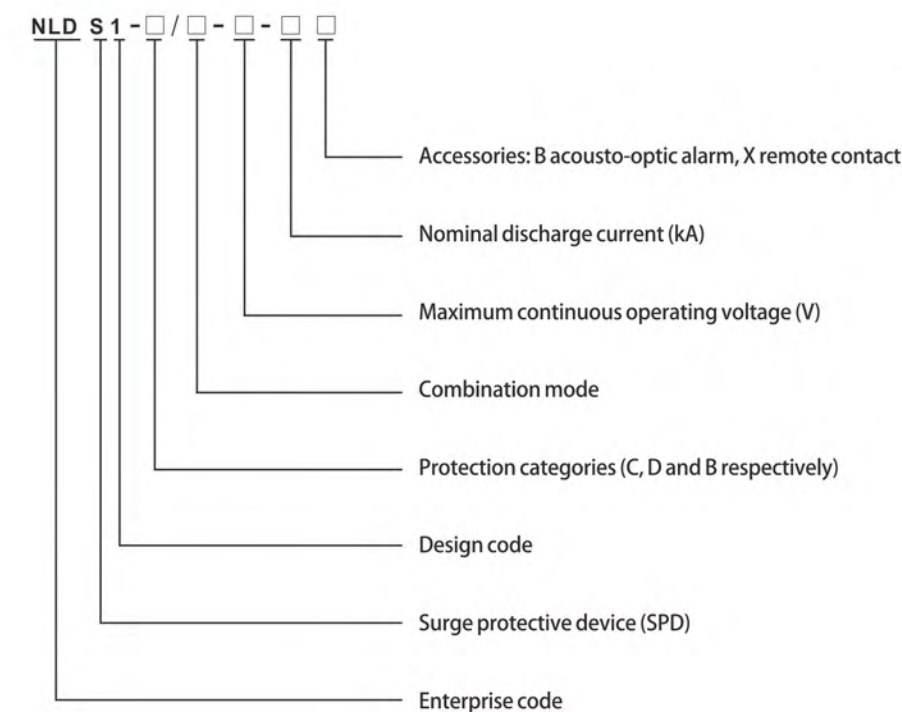 NLD S 1 - □ / □ - □ - □ □
Accessories: B acousto-optic alarm, X remote contact
Nominal discharge current (kA)
Maximum continuous operating voltage (V)
Combination mode
Protection categories (C, D and B respectively)
Design code
Surge protective device (SPD)
Enterprise code